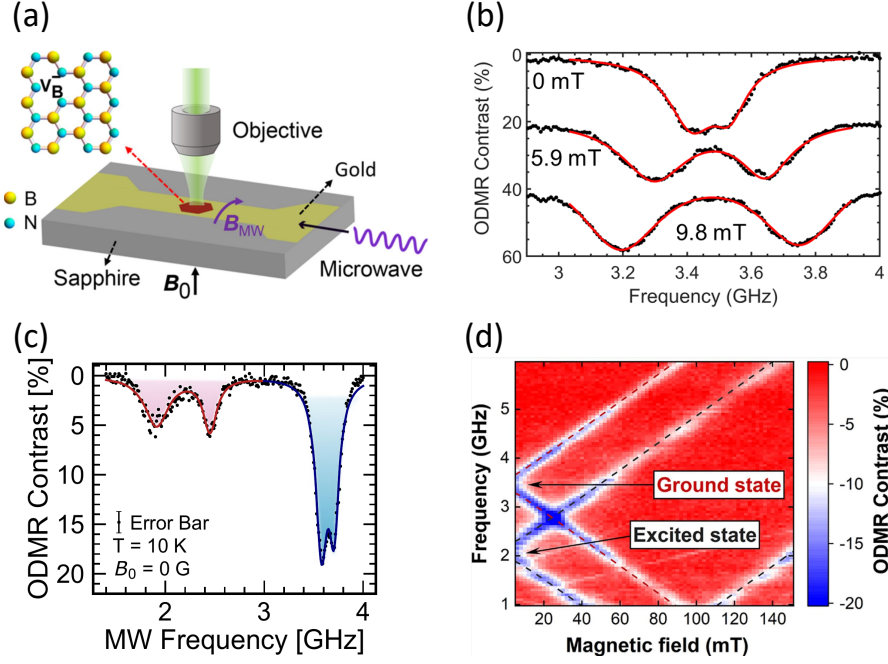 (a)
V_B^-
Objective
Gold
B
N
B_MW
Sapphire
B_0
Microwave
(b)
ODMR Contrast (%)
0
20
40
60
0 mT
5.9 mT
9.8 mT
3
3.2
3.4
3.6
3.8
4
Frequency (GHz)
(c)
ODMR Contrast [%]
0
5
10
15
20
Error Bar
T = 10 K
B_0 = 0 G
2
3
4
MW Frequency [GHz]
(d)
Frequency (GHz)
5
4
3
2
1
Ground state
Excited state
20
40
60
80
100
120
140
Magnetic field (mT)
0
-5
-10
-15
-20
ODMR Contrast (%)